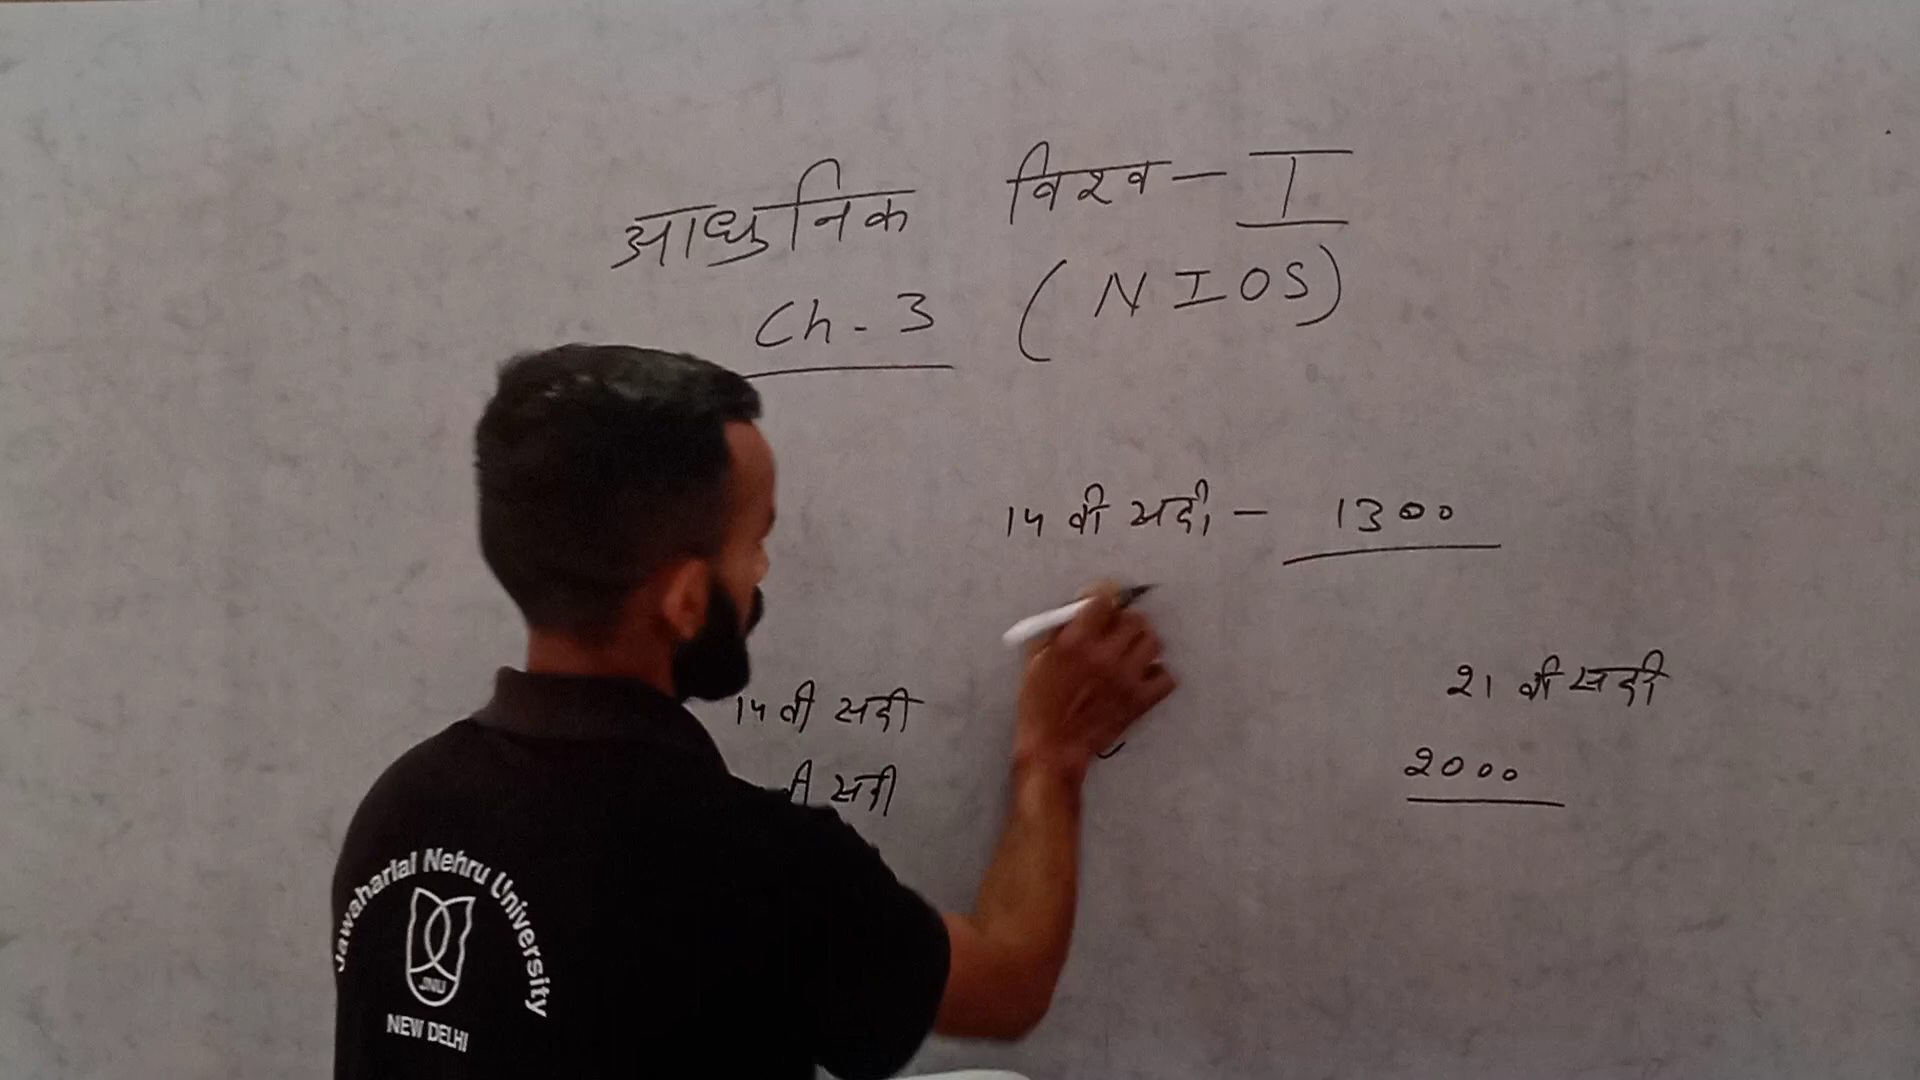 आधुनिक विश्व - I
Ch - 3 (NIOS)
14 वी सदी - 1300
21 वी सदी
2000
14 वी सदी
वी सदी
Jawaharlal Nehru University
JNU
NEW DELHI